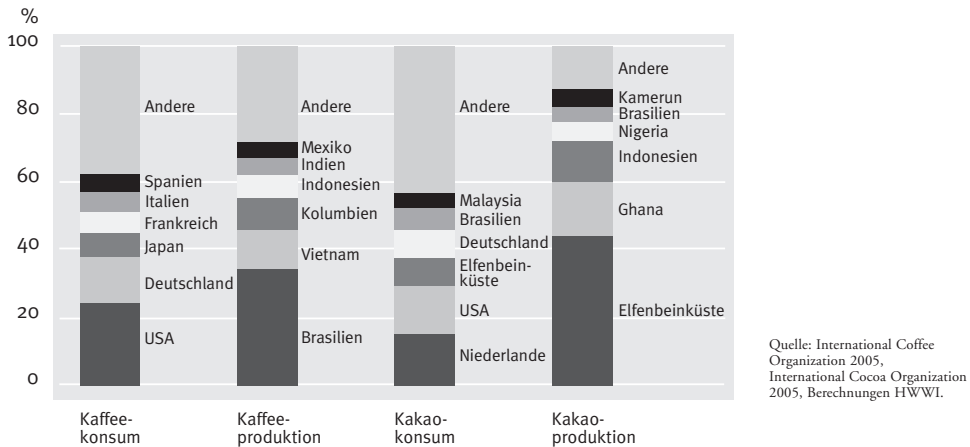 %
100
80
60
40
20
0
Andere
Spanien
Italien
Frankreich
Japan
Deutschland
USA
Andere
Mexiko
Indien
Indonesien
Kolumbien
Vietnam
Brasilien
Andere
Malaysia
Brasilien
Deutschland
Elfenbein-
küste
USA
Niederlande
Andere
Kamerun
Brasilien
Nigeria
Indonesien
Ghana
Elfenbeinküste
Kaffee-
konsum
Kaffee-
produktion
Kakao-
konsum
Kakao-
produktion
Quelle: International Coffee
Organization 2005,
International Cocoa Organization
2005, Berechnungen HWWI.